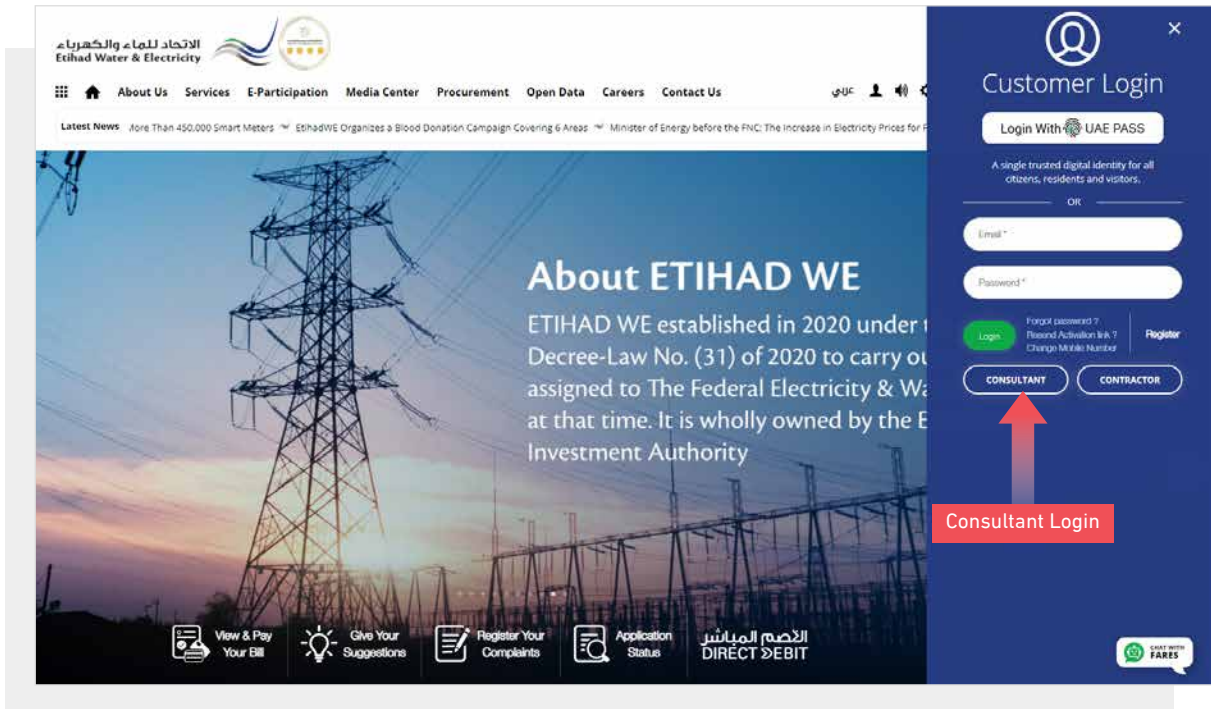 الاتحاد للماء والكهرباء
Etihad Water & Electricity
About Us Services E-Participation Media Center Procurement Open Data Careers Contact Us عربي
Latest News More Than 450,000 Smart Meters EtihadWE Organizes a Blood Donation Campaign Covering 6 Areas Minister of Energy before the FNC: The Increase in Electricity Prices for
About ETIHAD WE
ETIHAD WE established in 2020 under
Decree-Law No. (31) of 2020 to carry
assigned to The Federal Electricity &
at that time. It is wholly owned by the
Investment Authority
View & Pay
Your Bill
Give Your
Suggestions
Register Your
Complaints
Application
Status
الخصم المباشر
DIRECT DEBIT
Customer Login
Login With UAE PASS
A single trusted digital identity for all
citizens, residents and visitors.
OR
Email *
Password *
Login
Forgot password ?
Resend Activation link ?
Change Mobile Number
Register
CONSULTANT
CONTRACTOR
Consultant Login
CHAT WITH
FARES